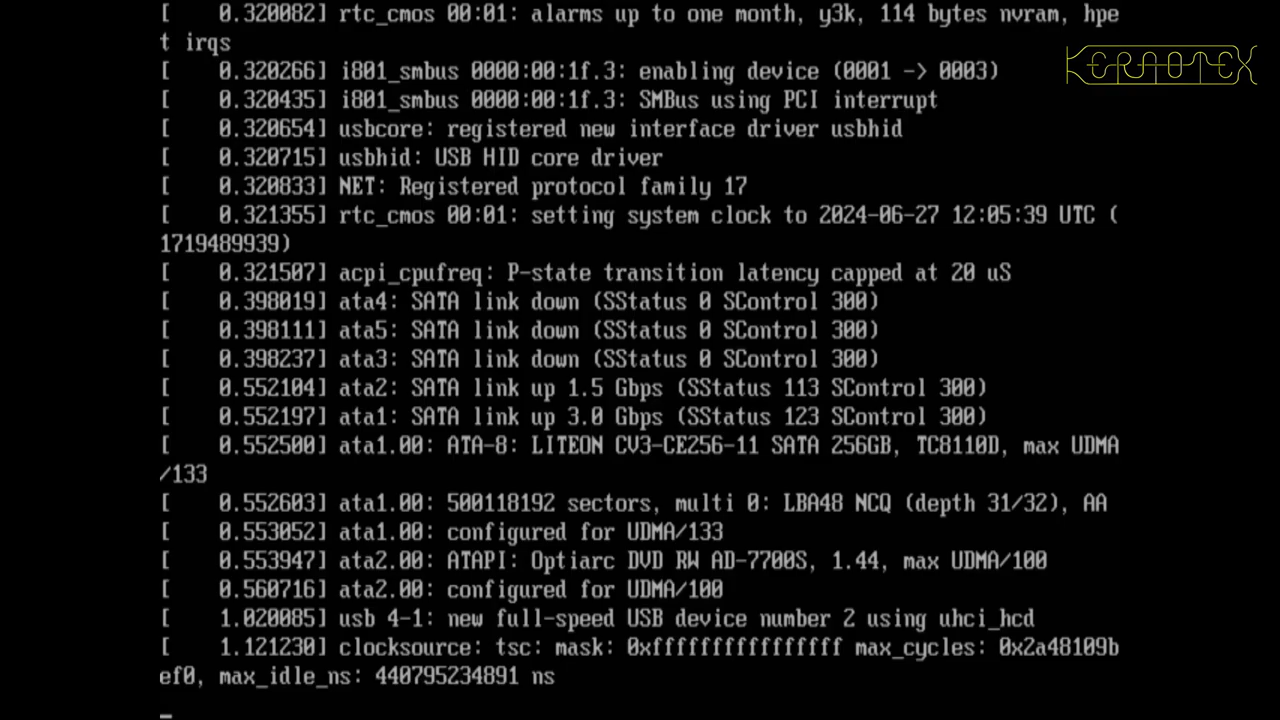 [    0.320082] rtc_cmos 00:01: alarms up to one month, y3k, 114 bytes nvram, hpe
t irqs
KERNOTEX
[    0.320266] i801_smbus 0000:00:1f.3: enabling device (0001 -> 0003)
[    0.320435] i801_smbus 0000:00:1f.3: SMBus using PCI interrupt
[    0.320654] usbcore: registered new interface driver usbhid
[    0.320715] usbhid: USB HID core driver
[    0.320833] NET: Registered protocol family 17
[    0.321355] rtc_cmos 00:01: setting system clock to 2024-06-27 12:05:39 UTC (
1719489939)
[    0.321507] acpi_cpufreq: P-state transition latency capped at 20 uS
[    0.398019] ata4: SATA link down (SStatus 0 SControl 300)
[    0.398111] ata5: SATA link down (SStatus 0 SControl 300)
[    0.398237] ata3: SATA link down (SStatus 0 SControl 300)
[    0.552104] ata2: SATA link up 1.5 Gbps (SStatus 113 SControl 300)
[    0.552197] ata1: SATA link up 3.0 Gbps (SStatus 123 SControl 300)
[    0.552500] ata1.00: ATA-8: LITEON CV3-CE256-11 SATA 256GB, TC8110D, max UDMA
/133
[    0.552603] ata1.00: 500118192 sectors, multi 0: LBA48 NCQ (depth 31/32), AA
[    0.553052] ata1.00: configured for UDMA/133
[    0.553947] ata2.00: ATAPI: Optiarc DVD RW AD-7700S, 1.44, max UDMA/100
[    0.560716] ata2.00: configured for UDMA/100
[    1.020085] usb 4-1: new full-speed USB device number 2 using uhci_hcd
[    1.121230] clocksource: tsc: mask: 0xffffffffffffffff max_cycles: 0x2a48109b
ef0, max_idle_ns: 440795234891 ns